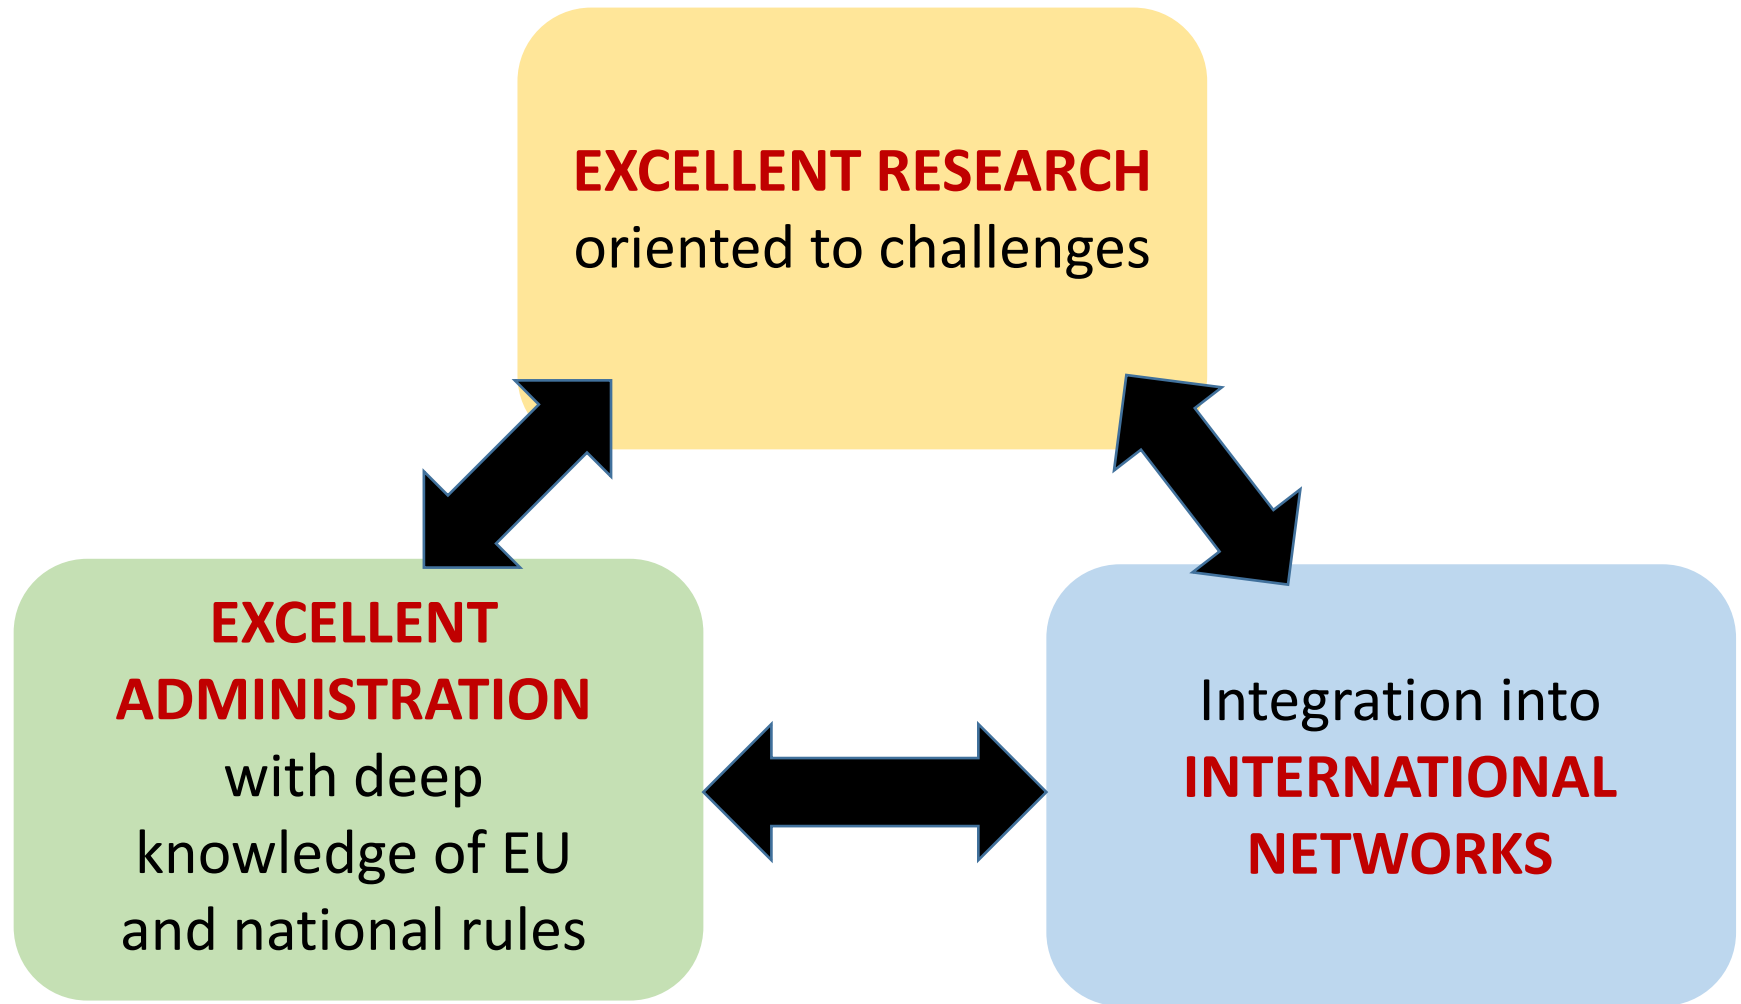 EXCELLENT RESEARCH
oriented to challenges
EXCELLENT
ADMINISTRATION
with deep
knowledge of EU
and national rules
Integration into
INTERNATIONAL
NETWORKS